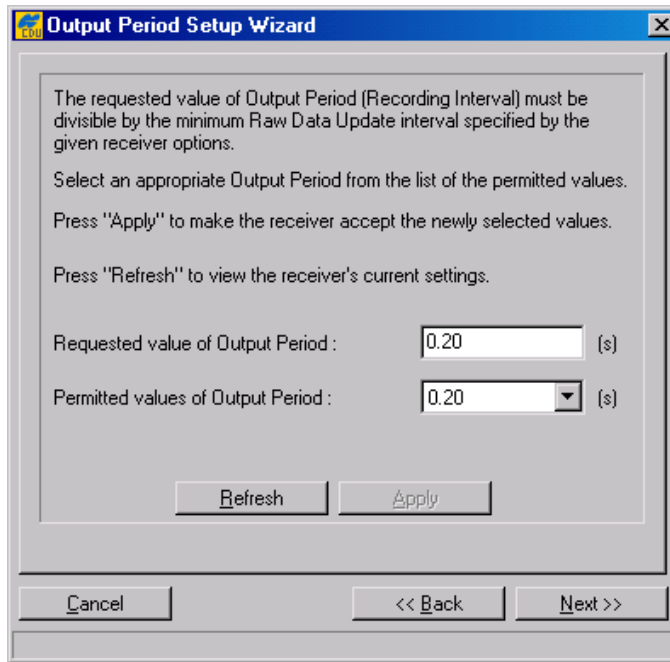 EDU
Output Period Setup Wizard
The requested value of Output Period (Recording Interval) must be
divisible by the minimum Raw Data Update interval specified by the
given receiver options.
Select an appropriate Output Period from the list of the permitted values.
Press "Apply" to make the receiver accept the newly selected values.
Press "Refresh" to view the receiver's current settings.
Requested value of Output Period : 0.20 (s)
Permitted values of Output Period : 0.20 (s)
Refresh Apply
Cancel << Back Next >>